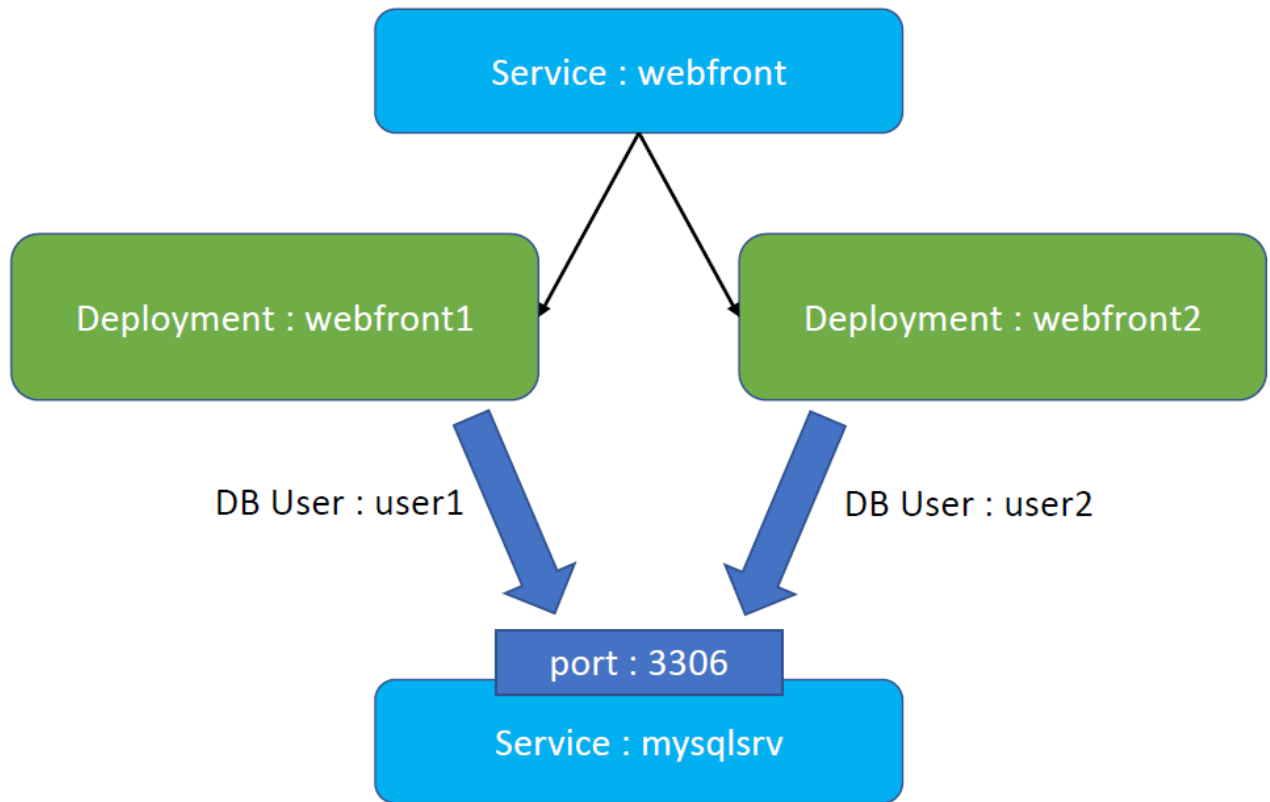 Service : webfront
Deployment : webfront1
Deployment : webfront2
DB User : user1
DB User : user2
port : 3306
Service : mysqlsrv